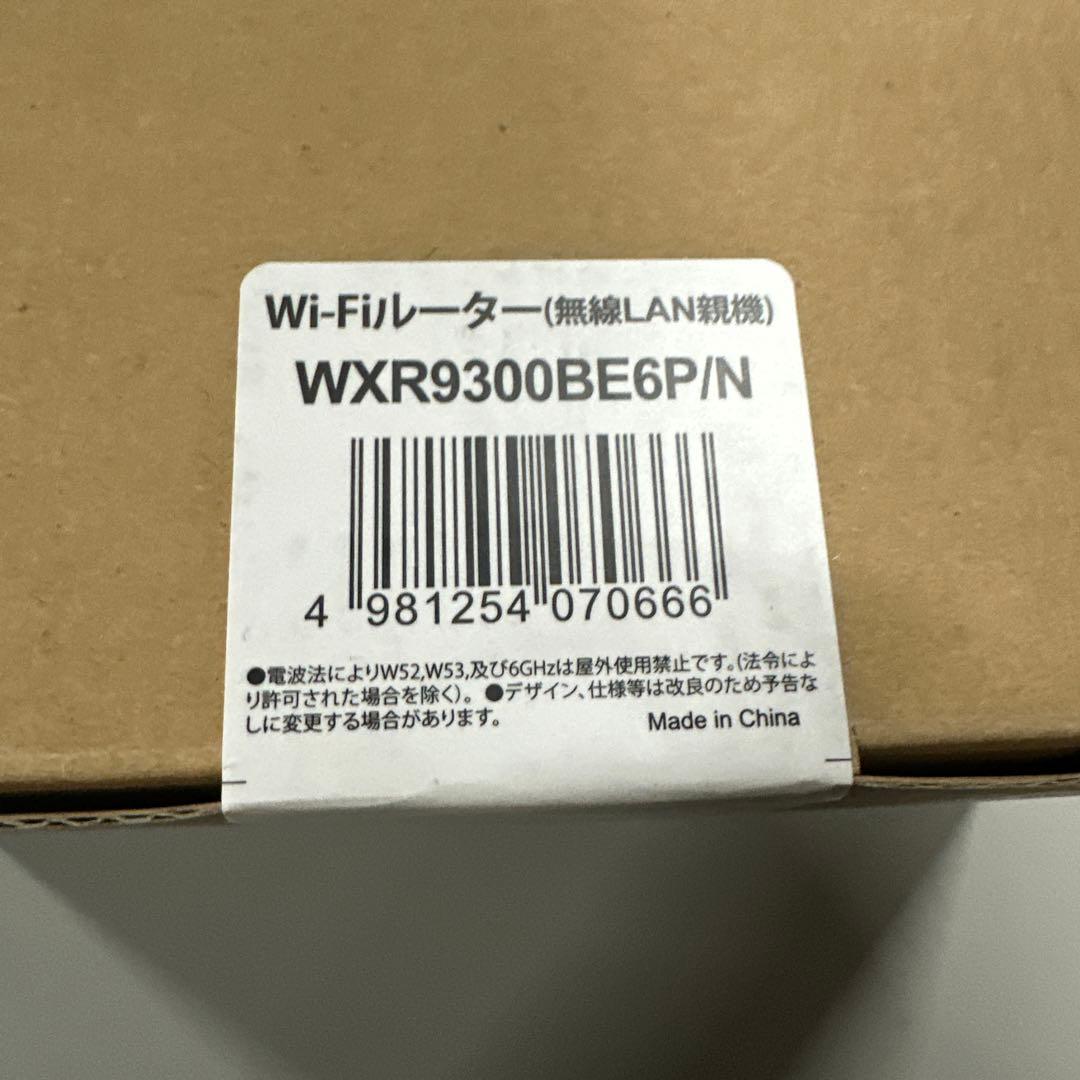 Wi-Fiルーター(無線LAN親機)
WXR9300BE6P/N
4 981254 070666
●電波法によりW52,W53,及び6GHzは屋外使用禁止です。(法令によ
り許可された場合を除く)。 ●デザイン、仕様等は改良のため予告な
しに変更する場合があります。
Made in China